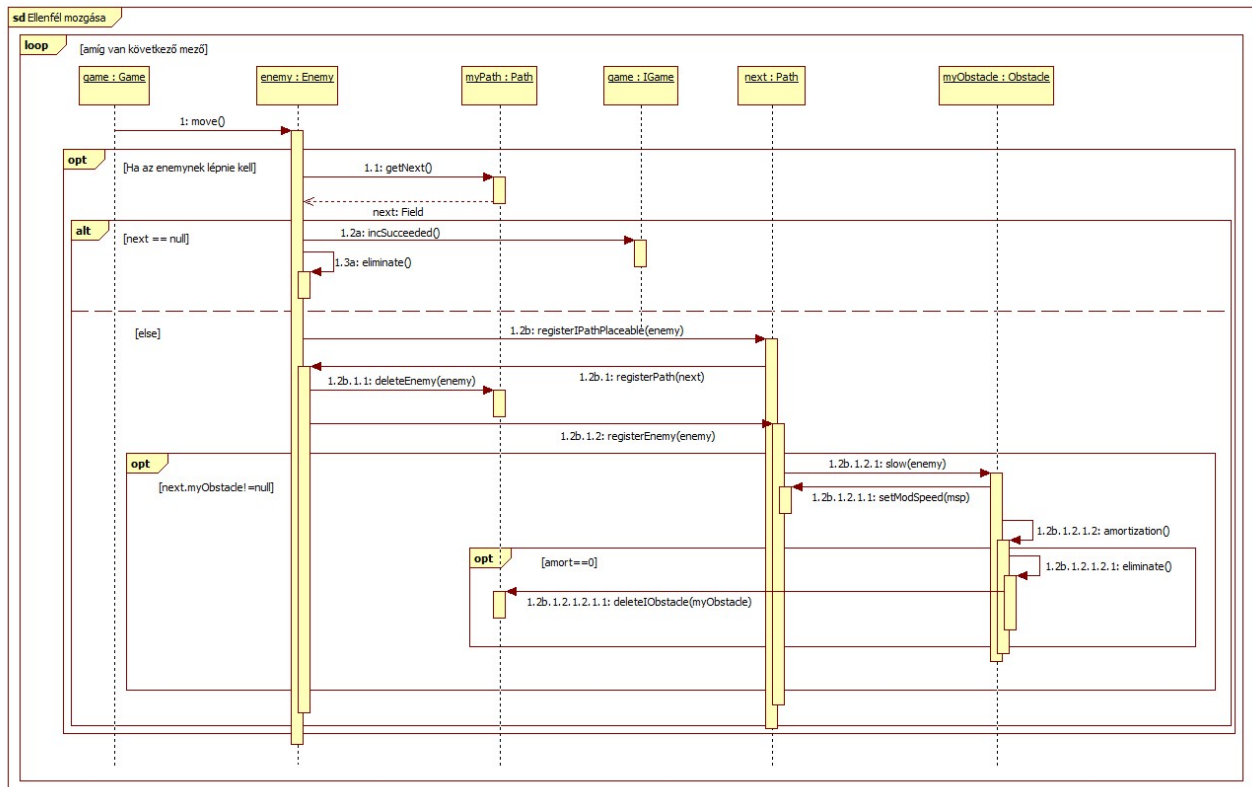 sd Ellenfél mozgása
loop
[amíg van következő mező]
game : Game
enemy : Enemy
myPath : Path
game : IGame
next : Path
myObstacle : Obstacle
1: move()
opt
[Ha az enemynek lépnie kell]
1.1: getNext()
next: Field
alt
[next == null]
1.2a: incSucceeded()
1.3a: eliminate()
[else]
1.2b: registerIPathPlaceable(enemy)
1.2b.1: registerPath(next)
1.2b.1.1: deleteEnemy(enemy)
1.2b.1.2: registerEnemy(enemy)
opt
[next.myObstacle!=null]
1.2b.1.2.1: slow(enemy)
1.2b.1.2.1.1: setModSpeed(msp)
1.2b.1.2.1.2: amortization()
opt
[amort==0]
1.2b.1.2.1.2.1: eliminate()
1.2b.1.2.1.2.1.1: deleteIObstacle(myObstacle)